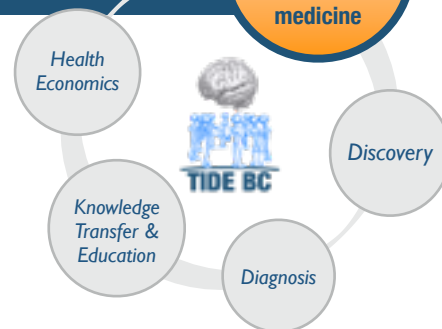 medicine
Health
Economics
TIDE BC
Discovery
Knowledge
Transfer &
Education
Diagnosis